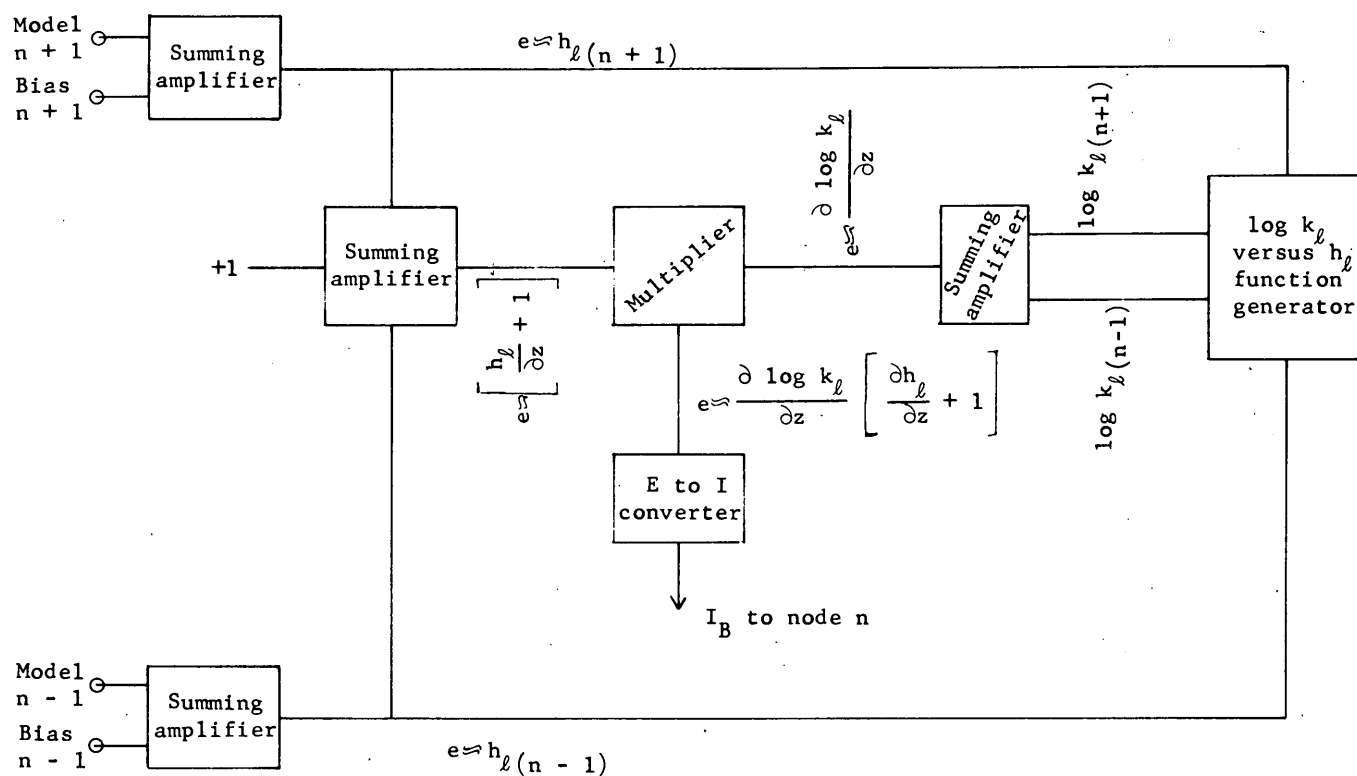 Model
n + 1
Bias
n + 1
Summing
amplifier
e ≈ h_ℓ(n + 1)
+1
Summing
amplifier
e ≈ [h_ℓ/∂z + 1]
Multiplier
e ≈ ∂ log k_ℓ/∂z
Summing
amplifier
log k_ℓ(n+1)
log k_ℓ(n-1)
log k_ℓ
versus h_ℓ
function
generator
e ≈ ∂ log k_ℓ/∂z [∂h_ℓ/∂z + 1]
E to I
converter
I_B to node n
Model
n - 1
Bias
n - 1
Summing
amplifier
e ≈ h_ℓ(n - 1)